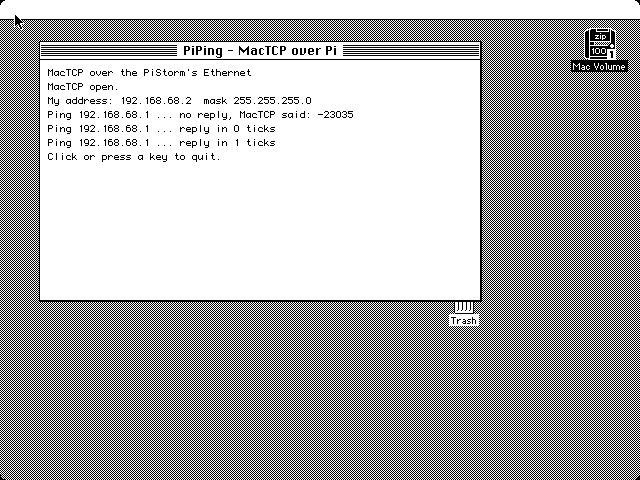 PiPing - MacTCP over Pi
MacTCP over the PiStorm's Ethernet
MacTCP open.
My address: 192.168.68.2  mask 255.255.255.0
Ping 192.168.68.1 ... no reply, MacTCP said: -23035
Ping 192.168.68.1 ... reply in 0 ticks
Ping 192.168.68.1 ... reply in 1 ticks
Click or press a key to quit.
zip
100
Mac Volume
Trash